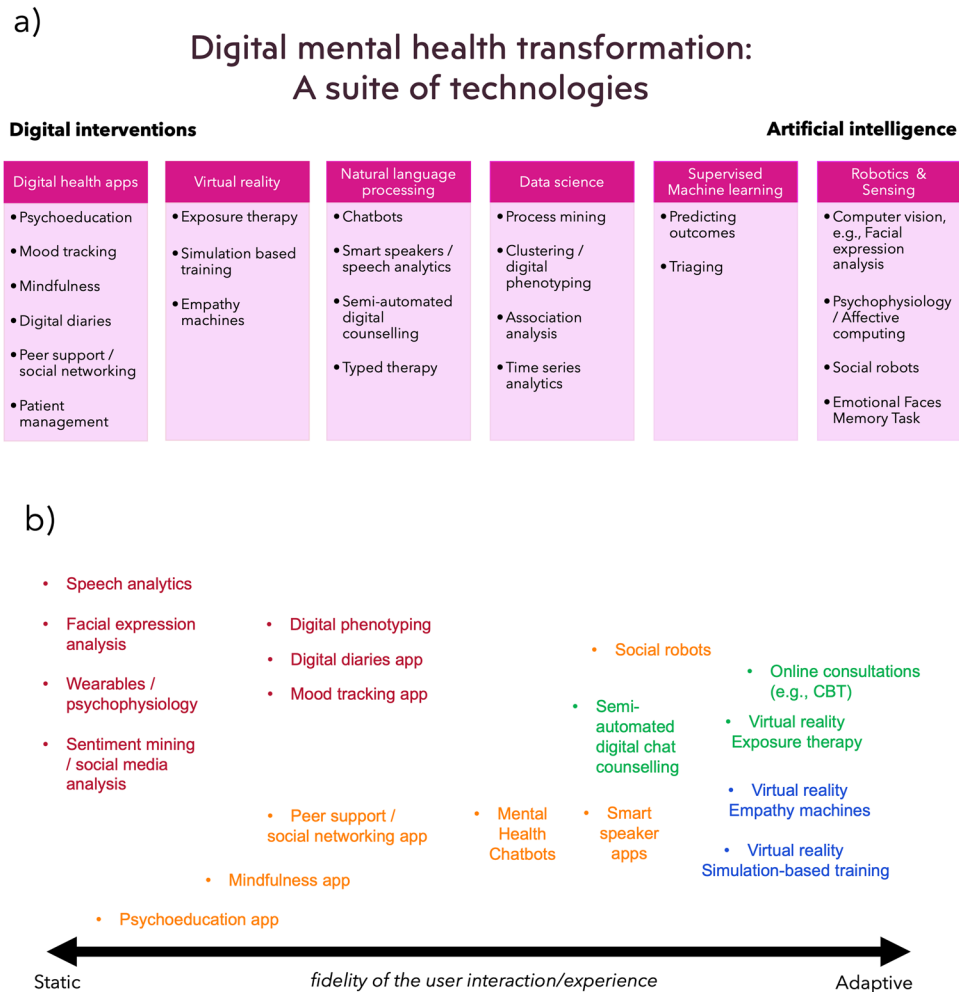 a)
Digital mental health transformation:
A suite of technologies
Digital interventions
Artificial intelligence
Digital health apps
• Psychoeducation
• Mood tracking
• Mindfulness
• Digital diaries
• Peer support /
social networking
• Patient
management
Virtual reality
• Exposure therapy
• Simulation based
training
• Empathy
machines
Natural language
processing
• Chatbots
• Smart speakers /
speech analytics
• Semi-automated
digital
counselling
• Typed therapy
Data science
• Process mining
• Clustering /
digital
phenotyping
• Association
analysis
• Time series
analytics
Supervised
Machine learning
• Predicting
outcomes
• Triaging
Robotics &
Sensing
• Computer vision,
e.g., Facial
expression
analysis
• Psychophysiology
/ Affective
computing
• Social robots
• Emotional Faces
Memory Task
b)
• Speech analytics
• Facial expression
analysis
• Wearables /
psychophysiology
• Sentiment mining
/ social media
analysis
• Digital phenotyping
• Digital diaries app
• Mood tracking app
• Social robots
• Online consultations
(e.g., CBT)
• Semi-
automated
digital chat
counselling
• Virtual reality
Exposure therapy
• Virtual reality
Empathy machines
• Peer support /
social networking app
• Mental
Health
Chatbots
• Smart
speaker
apps
• Virtual reality
Simulation-based training
• Mindfulness app
• Psychoeducation app
Static
fidelity of the user interaction/experience
Adaptive